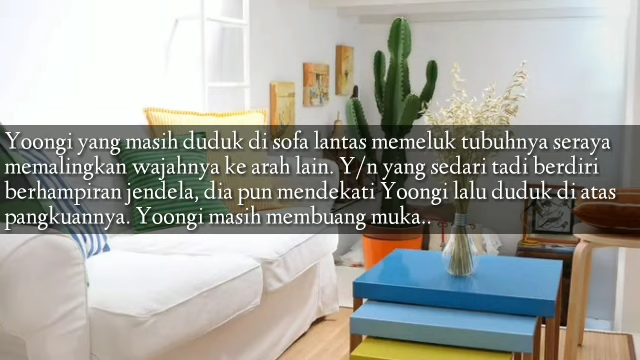 Yoongi yang masih duduk di sofa lantas memeluk tubuhnya seraya
memalingkan wajahnya ke arah lain. Y/n yang sedari tadi berdiri
berhampiran jendela, dia pun mendekati Yoongi lalu duduk di atas
pangkuannya. Yoongi masih membuang muka..